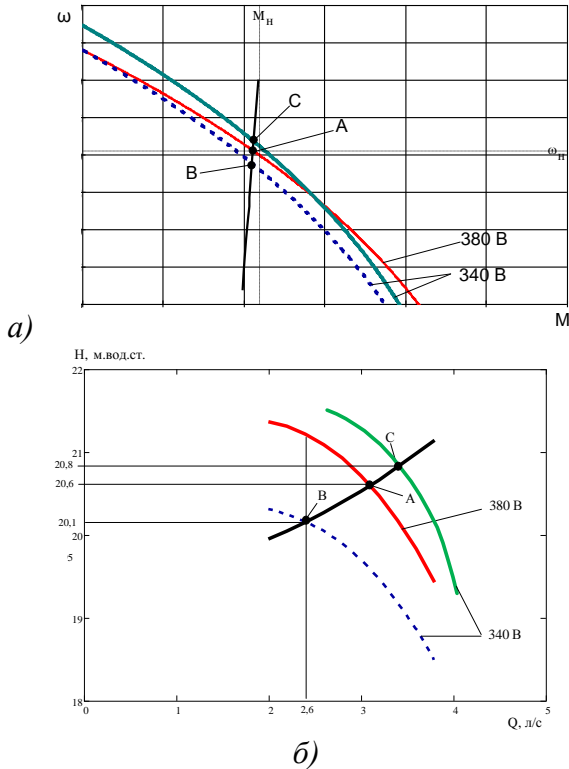 ω
Mн
C
A
B
ωн
380 В
340 В
M
а)
H, м.вод.ст.
22
21
20,8
20,6
20,1
20
5
19
18
C
A
B
380 В
340 В
0
1
2
2,6
3
4
5
Q, л/с
б)